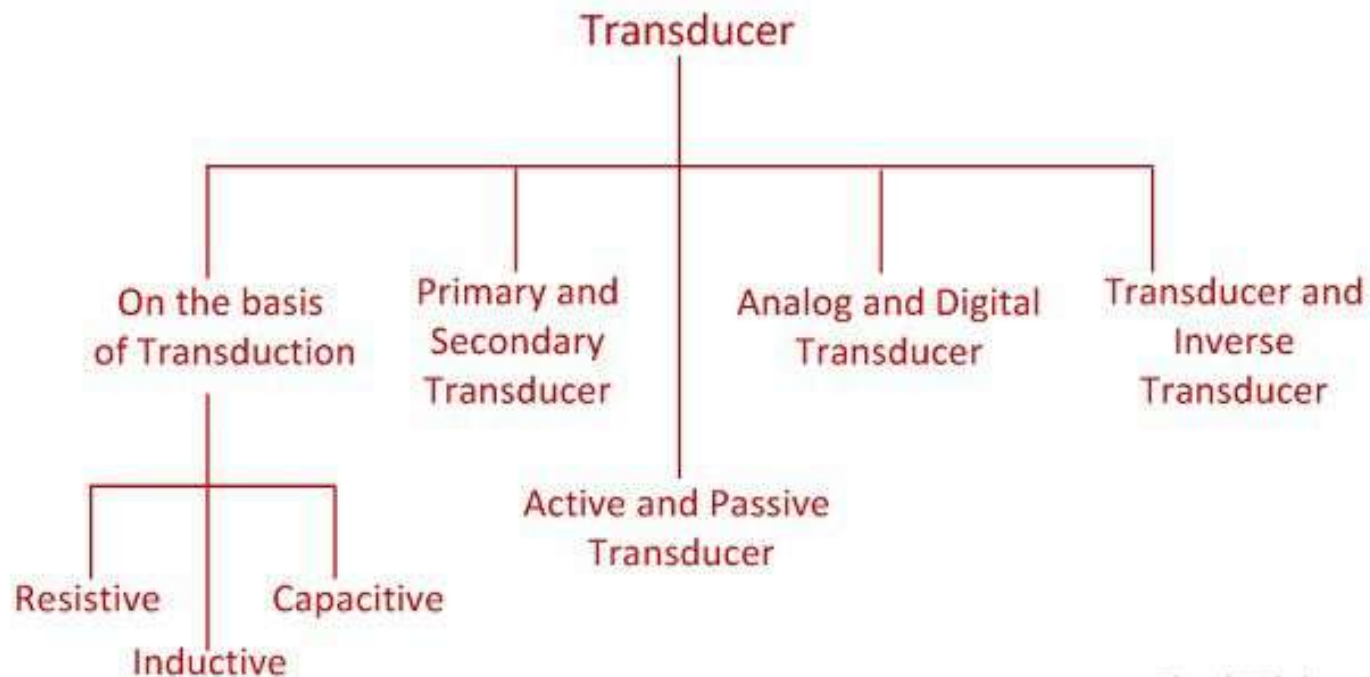 Transducer
On the basis
of Transduction
Primary and
Secondary
Transducer
Analog and Digital
Transducer
Transducer and
Inverse
Transducer
Active and Passive
Transducer
Resistive
Capacitive
Inductive